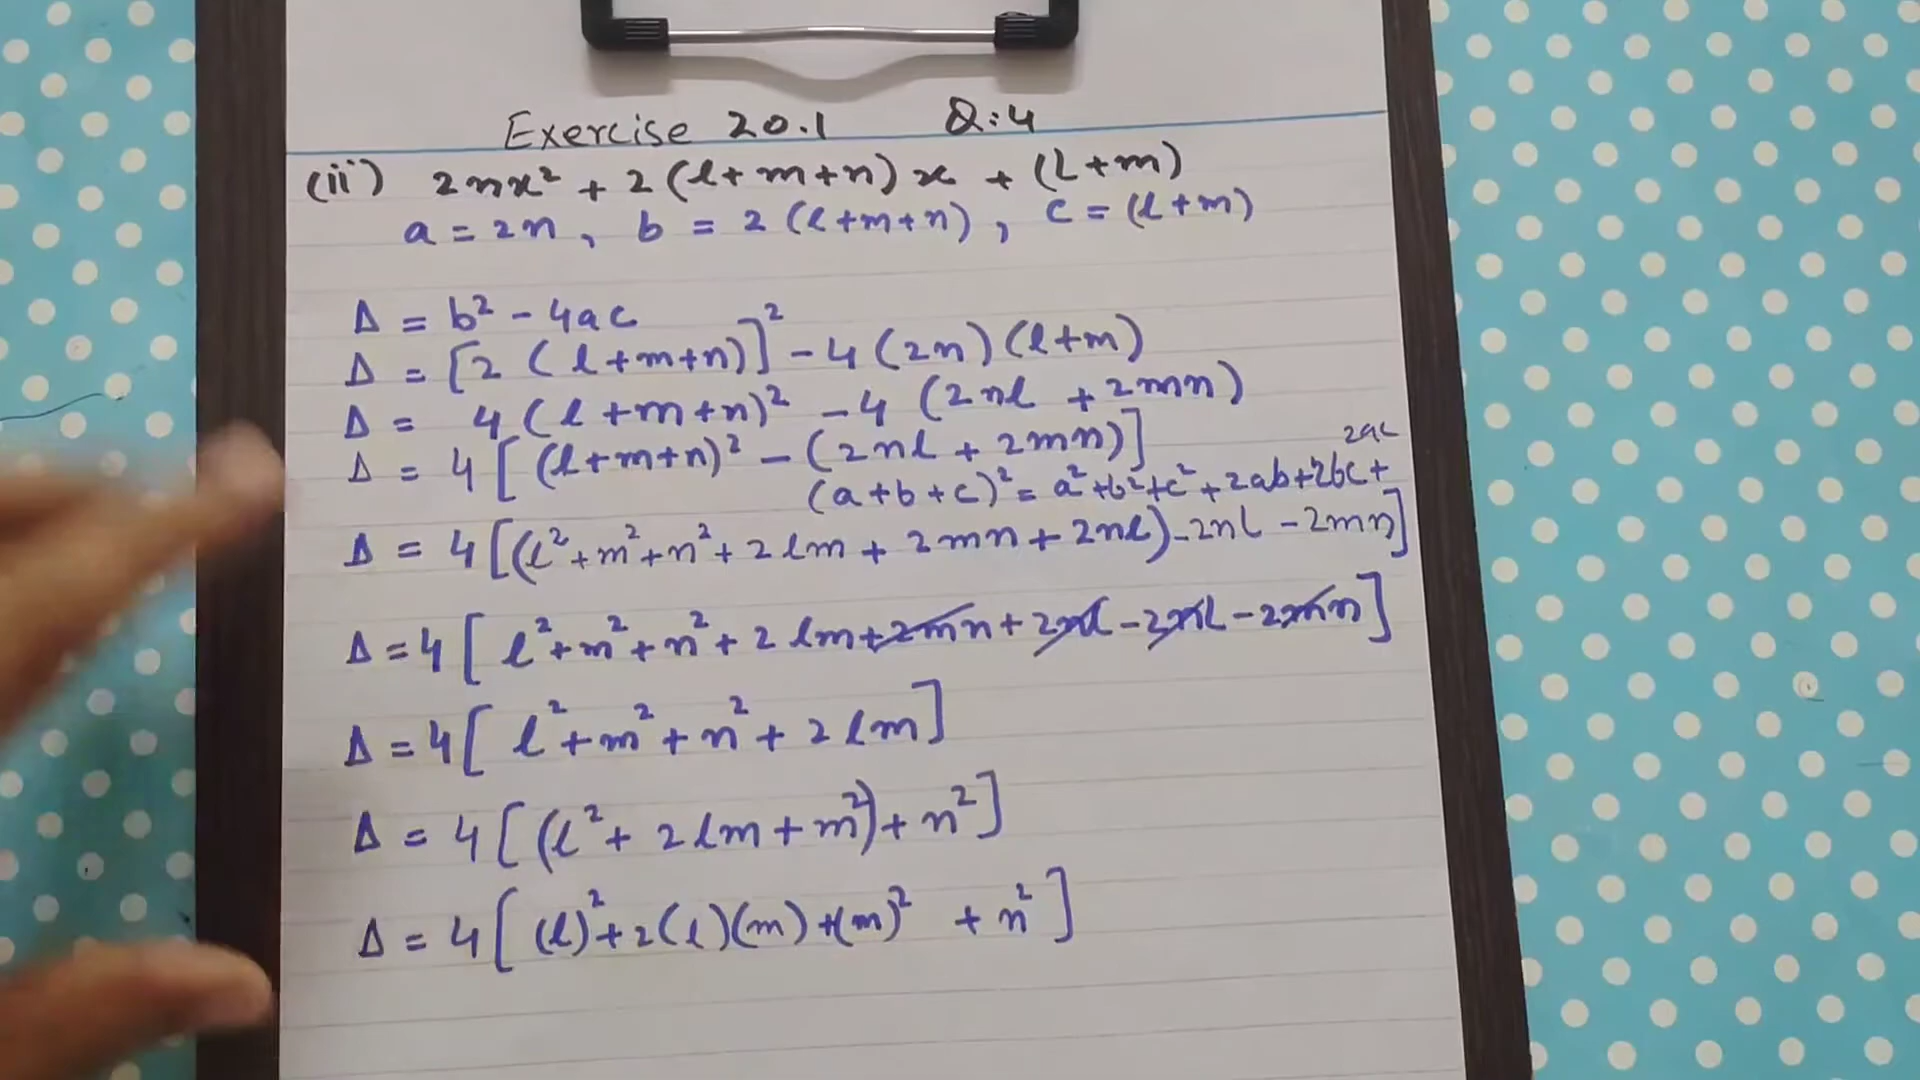 Exercise 20.1 Q:4
(ii) 2nx² + 2(l+m+n)x + (l+m)
a = 2n, b = 2(l+m+n), c = (l+m)
Δ = b² - 4ac
Δ = [2(l+m+n)]² - 4(2n)(l+m)
Δ = 4(l+m+n)² - 4(2nl + 2mn)
Δ = 4[(l+m+n)² - (2nl + 2mn)]
(a+b+c)² = a²+b²+c²+2ab+2bc+
2ac
Δ = 4[(l²+m²+n²+2lm+2mn+2nl)-2nl-2mn]
Δ = 4[l²+m²+n²+2lm+2mn+2nl-2nl-2mn]
Δ = 4[l²+m²+n²+2lm]
Δ = 4[(l²+2lm+m²)+n²]
Δ = 4[(l)²+2(l)(m)+(m)² + n²]